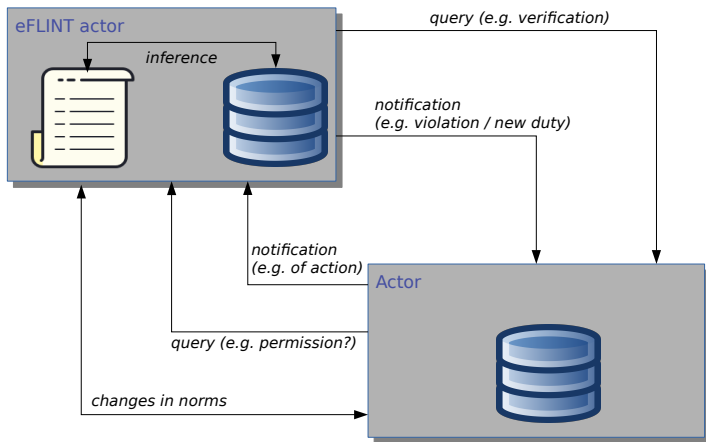 eFLINT actor
query (e.g. verification)
inference
notification
(e.g. violation / new duty)
notification
(e.g. of action)
Actor
query (e.g. permission?)
changes in norms